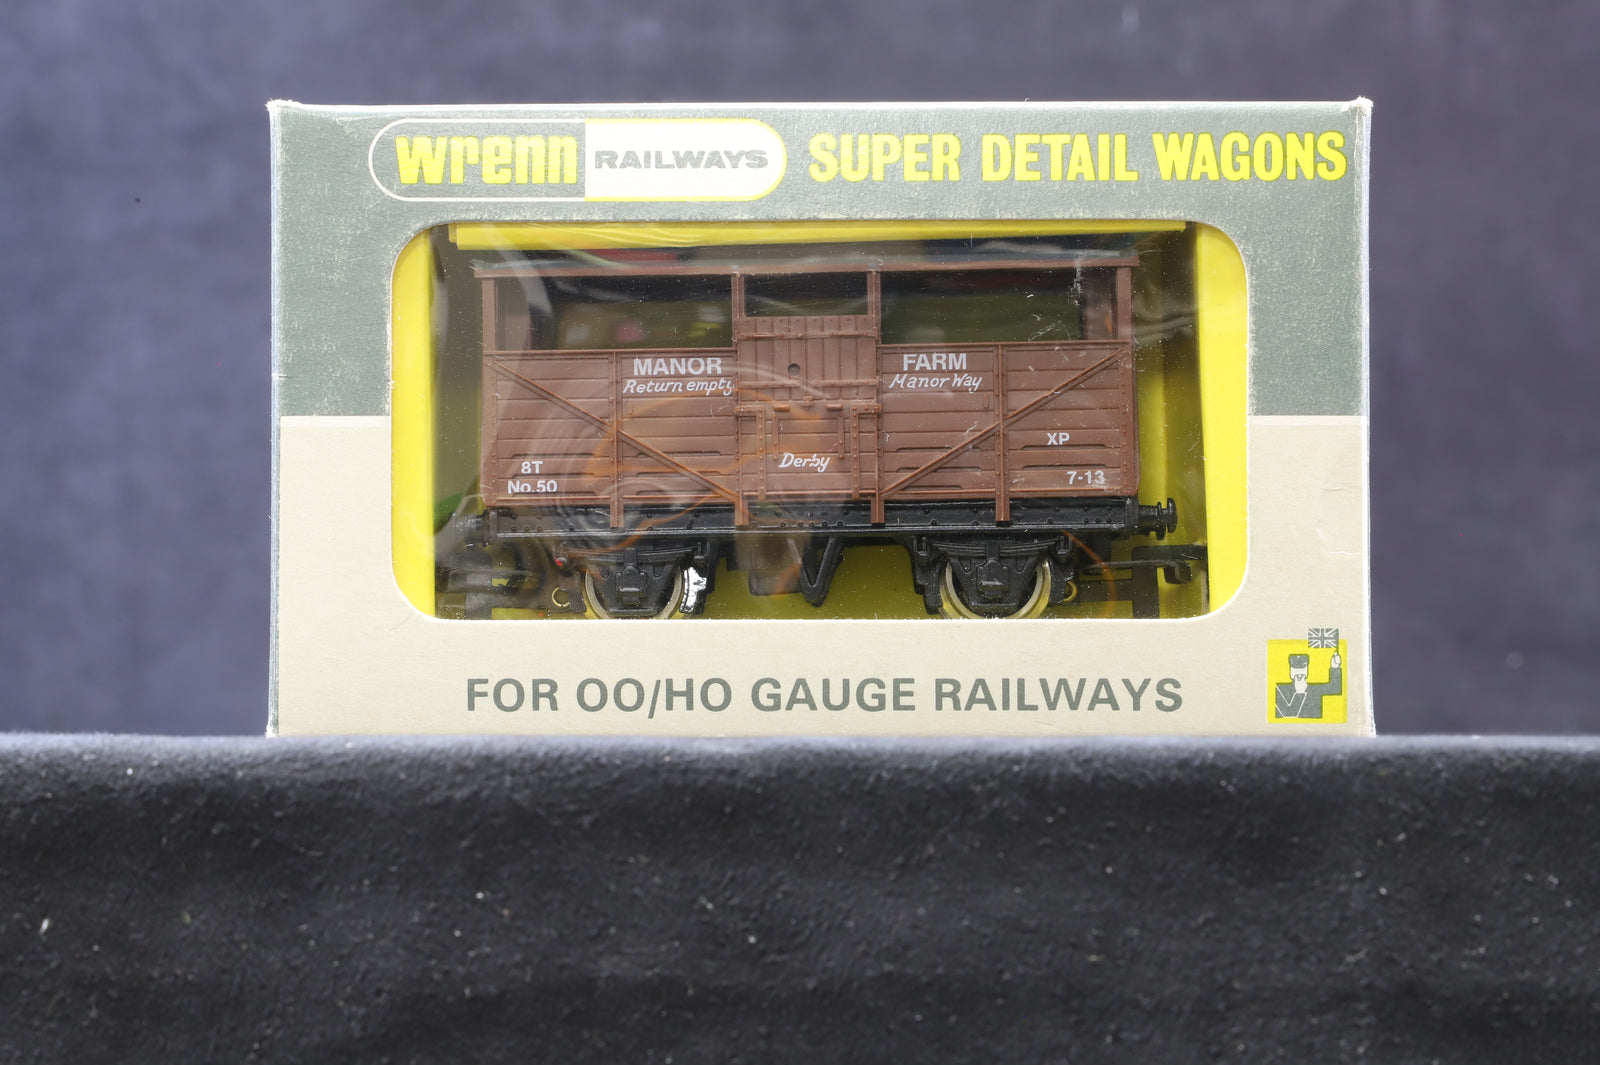 wrenn RAILWAYS SUPER DETAIL WAGONS
MANOR FARM
Return empty Manor Way
XP
Derby
8T
No.50 7-13
FOR OO/HO GAUGE RAILWAYS